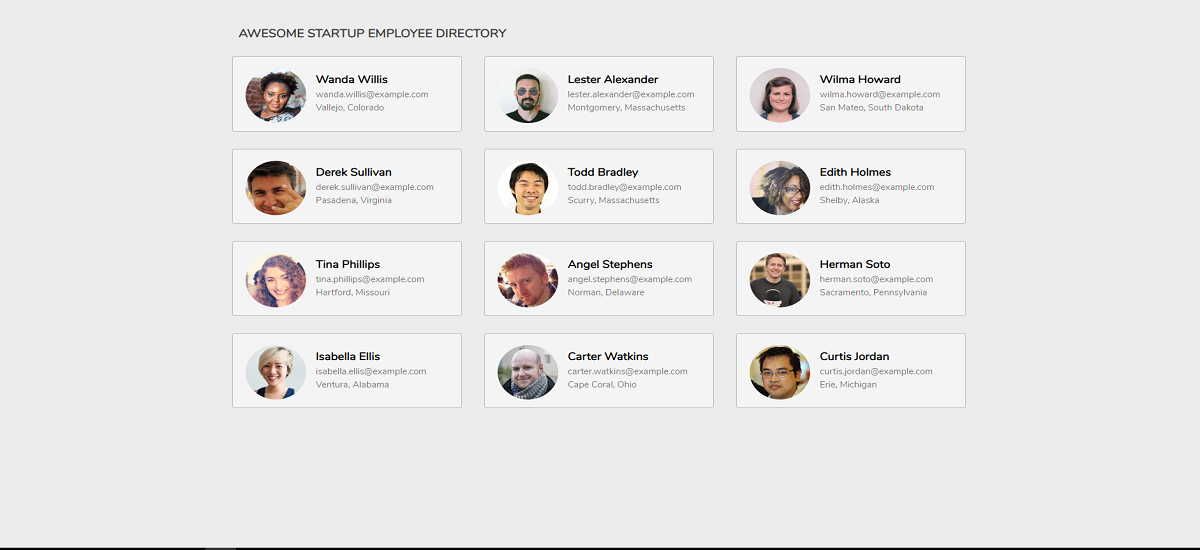 AWESOME STARTUP EMPLOYEE DIRECTORY
Wanda Willis
wanda.willis@example.com
Vallejo, Colorado
Lester Alexander
lester.alexander@example.com
Montgomery, Massachusetts
Wilma Howard
wilma.howard@example.com
San Mateo, South Dakota
Derek Sullivan
derek.sullivan@example.com
Pasadena, Virginia
Todd Bradley
todd.bradley@example.com
Scurry, Massachusetts
Edith Holmes
edith.holmes@example.com
Shelby, Alaska
Tina Phillips
tina.phillips@example.com
Hartford, Missouri
Angel Stephens
angel.stephens@example.com
Norman, Delaware
Herman Soto
herman.soto@example.com
Sacramento, Pennsylvania
Isabella Ellis
isabella.ellis@example.com
Ventura, Alabama
Carter Watkins
carter.watkins@example.com
Cape Coral, Ohio
Curtis Jordan
curtis.jordan@example.com
Erie, Michigan